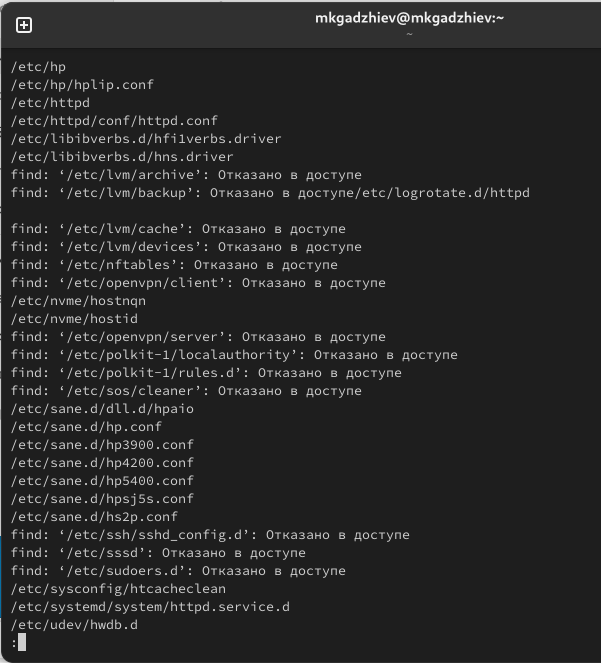 mkgadzhiev@mkgadzhiev:~
~
/etc/hp
/etc/hp/hplip.conf
/etc/httpd
/etc/httpd/conf/httpd.conf
/etc/libibverbs.d/hfi1verbs.driver
/etc/libibverbs.d/hns.driver
find: ‘/etc/lvm/archive’: Отказано в доступе
find: ‘/etc/lvm/backup’: Отказано в доступе/etc/logrotate.d/httpd

find: ‘/etc/lvm/cache’: Отказано в доступе
find: ‘/etc/lvm/devices’: Отказано в доступе
find: ‘/etc/nftables’: Отказано в доступе
find: ‘/etc/openvpn/client’: Отказано в доступе
/etc/nvme/hostnqn
/etc/nvme/hostid
find: ‘/etc/openvpn/server’: Отказано в доступе
find: ‘/etc/polkit-1/localauthority’: Отказано в доступе
find: ‘/etc/polkit-1/rules.d’: Отказано в доступе
find: ‘/etc/sos/cleaner’: Отказано в доступе
/etc/sane.d/dll.d/hpaio
/etc/sane.d/hp.conf
/etc/sane.d/hp3900.conf
/etc/sane.d/hp4200.conf
/etc/sane.d/hp5400.conf
/etc/sane.d/hpsj5s.conf
/etc/sane.d/hs2p.conf
find: ‘/etc/ssh/sshd_config.d’: Отказано в доступе
find: ‘/etc/sssd’: Отказано в доступе
find: ‘/etc/sudoers.d’: Отказано в доступе
/etc/sysconfig/htcacheclean
/etc/systemd/system/httpd.service.d
/etc/udev/hwdb.d
: